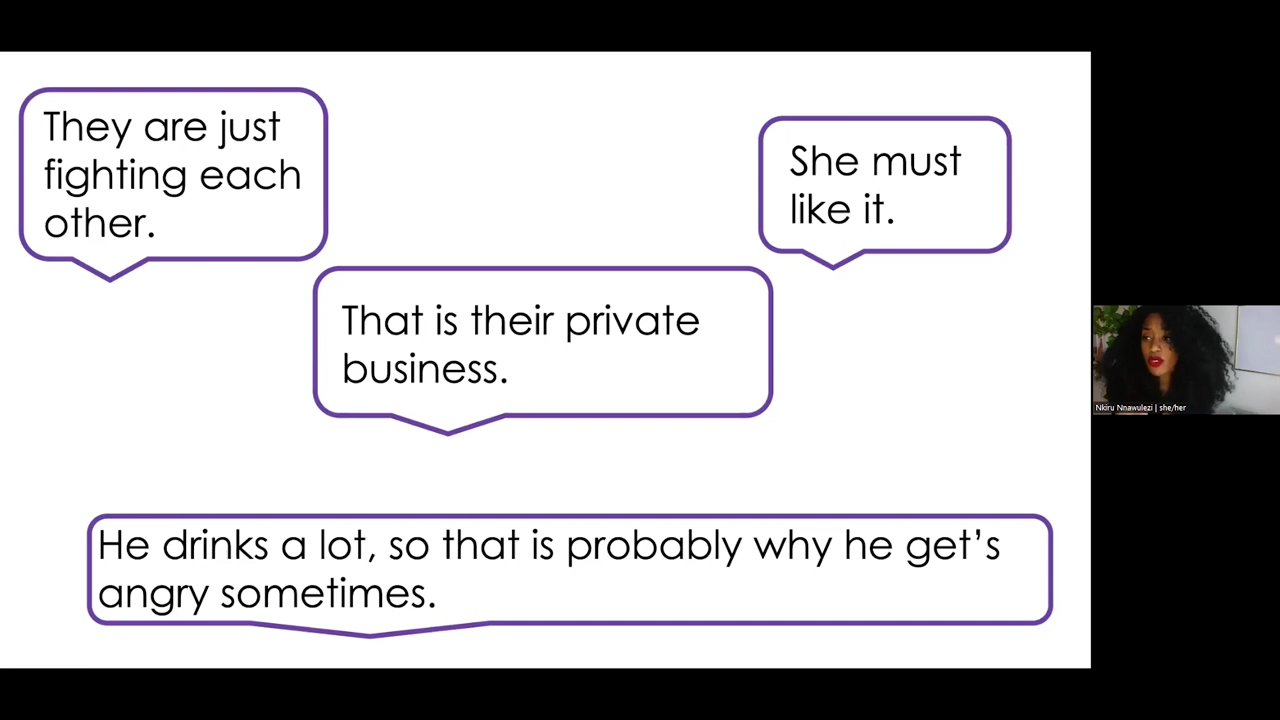 They are just
fighting each
other.
She must
like it.
That is their private
business.
He drinks a lot, so that is probably why he get’s
angry sometimes.
Nkiru Nnawulezi | she/her